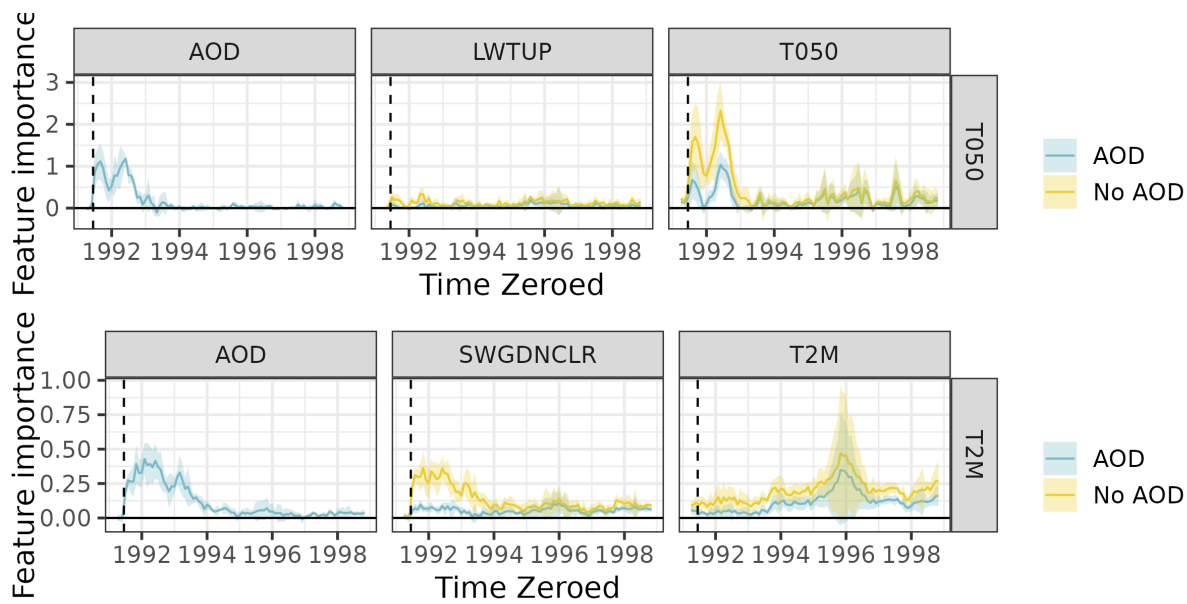 AOD LWTUP T050
Feature importance
3
2
1
0
T050
1992 1994 1996 1998 1992 1994 1996 1998 1992 1994 1996 1998
Time Zeroed
AOD
No AOD
AOD SWGDNCLR T2M
Feature importance
1.00
0.75
0.50
0.25
0.00
T2M
1992 1994 1996 1998 1992 1994 1996 1998 1992 1994 1996 1998
Time Zeroed
AOD
No AOD